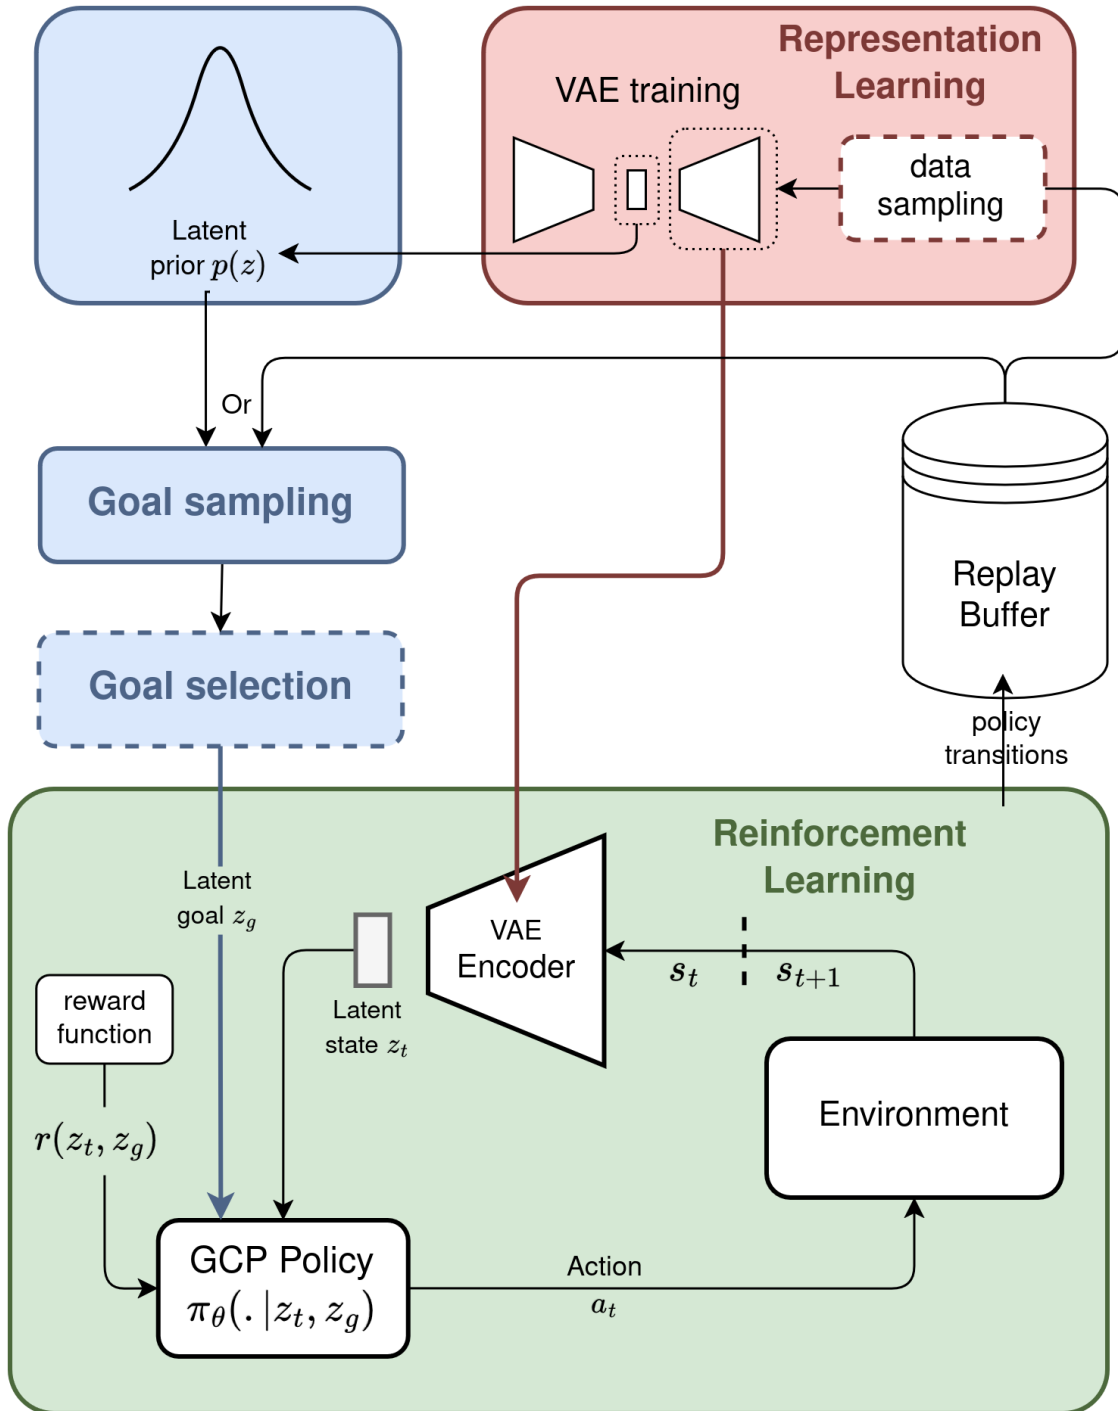 Representation
Learning
VAE training
data
sampling
Latent
prior p(z)
Or
Goal sampling
Goal selection
Replay
Buffer
policy
transitions
Reinforcement
Learning
Latent
goal z_g
VAE
Encoder
s_t
s_{t+1}
Latent
state z_t
reward
function
r(z_t, z_g)
Environment
GCP Policy
π_θ(. |z_t, z_g)
Action
a_t